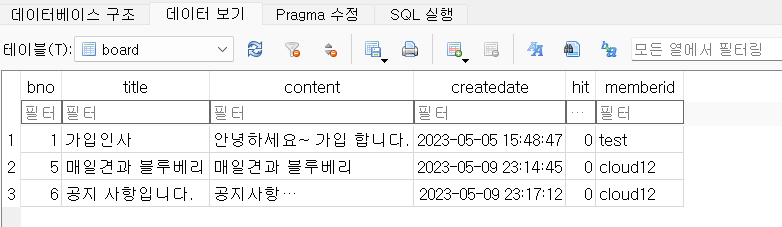 데이터베이스 구조 데이터 보기 Pragma 수정 SQL 실행
테이블(T): board 모든 열에서 필터링
bno title content createdate hit memberid
필터 필터 필터 필터 … 필터
1 1 가입인사 안녕하세요~ 가입 합니다. 2023-05-05 15:48:47 0 test
2 5 매일견과 블루베리 매일견과 블루베리 2023-05-09 23:14:45 0 cloud12
3 6 공지 사항입니다. 공지사항… 2023-05-09 23:17:12 0 cloud12